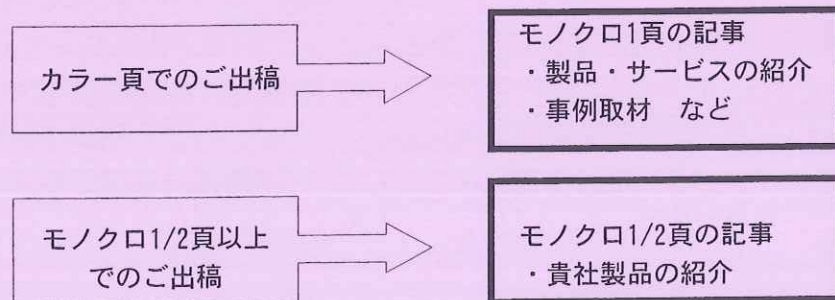 カラー頁でのご出稿
モノクロ1頁の記事
・製品・サービスの紹介
・事例取材　など
モノクロ1/2頁以上
でのご出稿
モノクロ1/2頁の記事
・貴社製品の紹介